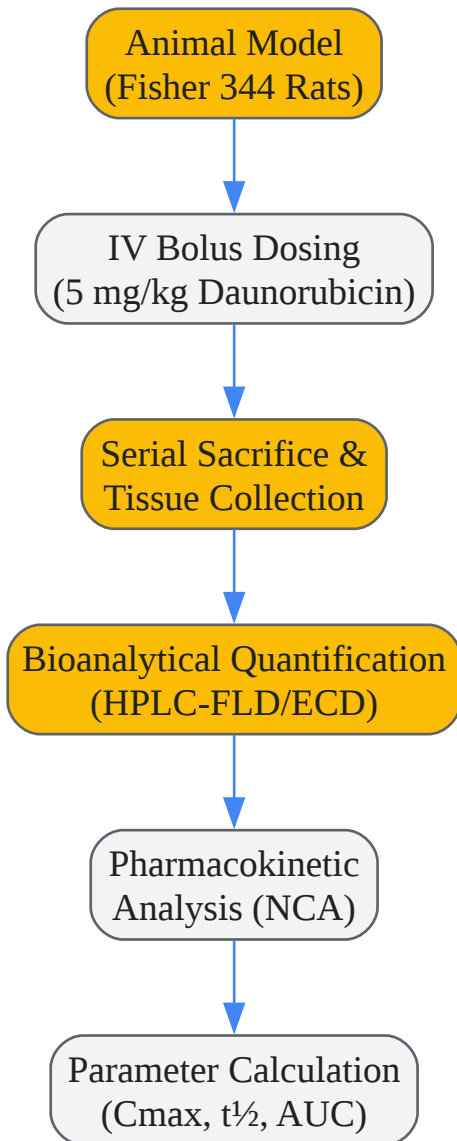 Animal Model
(Fisher 344 Rats)
IV Bolus Dosing
(5 mg/kg Daunorubicin)
Serial Sacrifice &
Tissue Collection
Bioanalytical Quantification
(HPLC-FLD/ECD)
Pharmacokinetic
Analysis (NCA)
Parameter Calculation
(Cmax, t½, AUC)